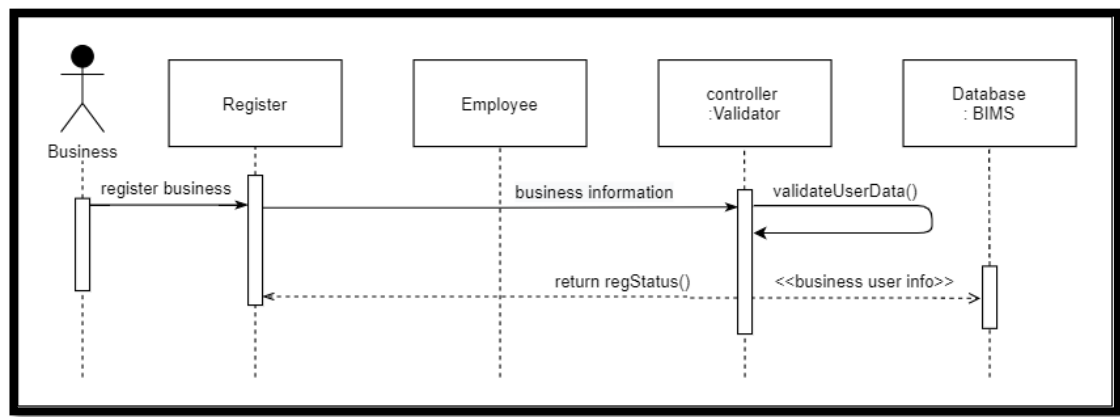 Register
Employee
controller
:Validator
Database
: BIMS
Business
register business
business information
validateUserData()
return regStatus()
<<business user info>>